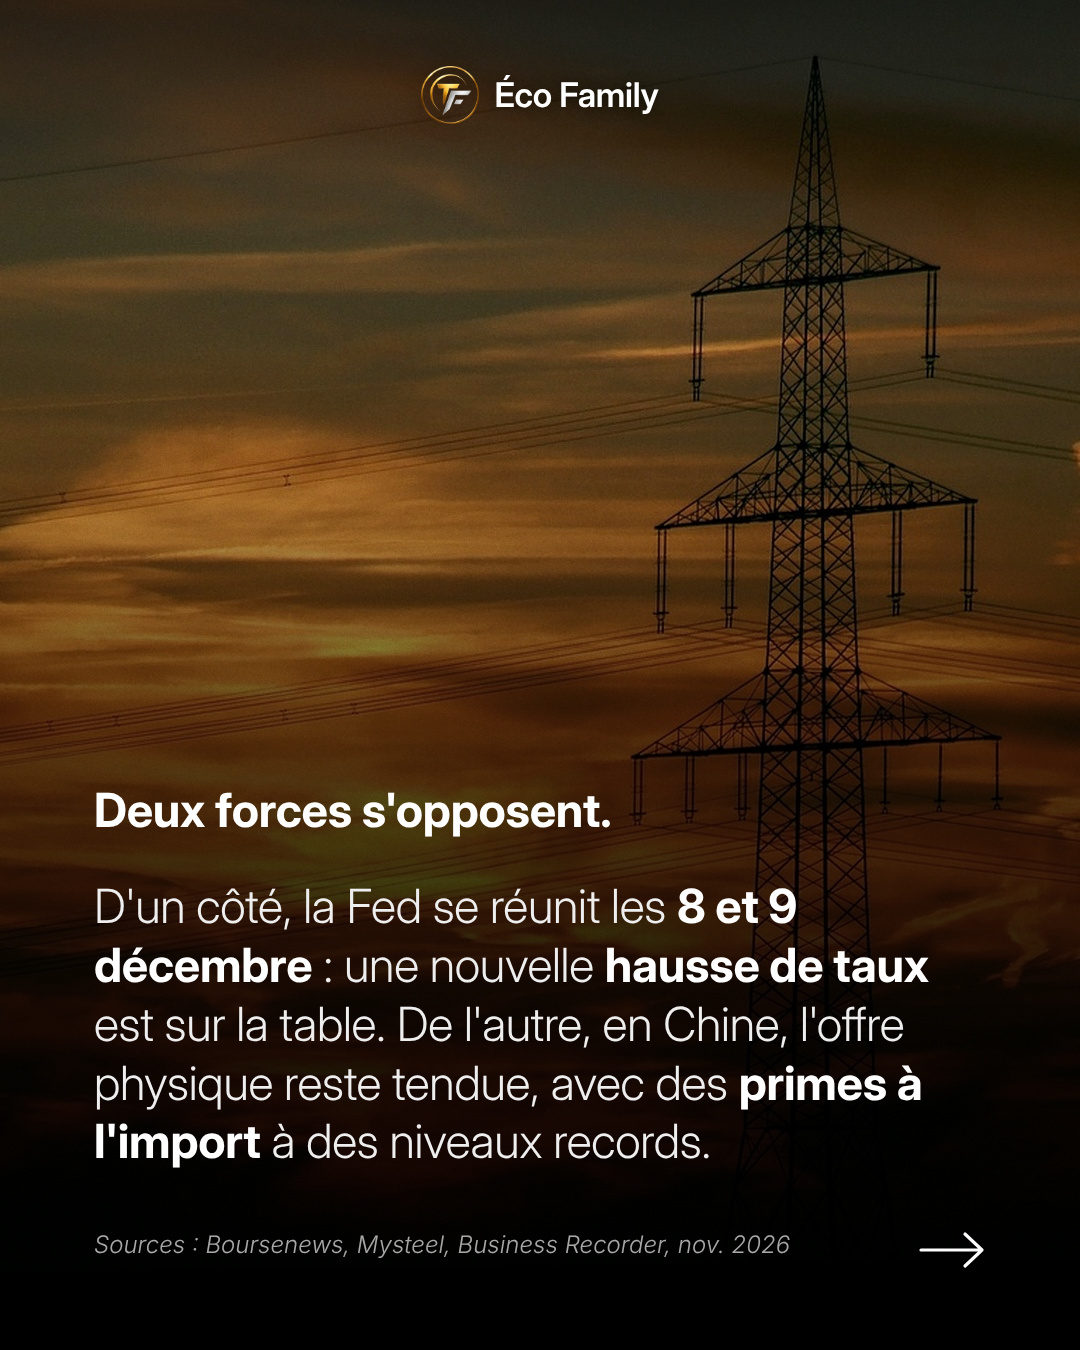 TF Éco Family
Deux forces s'opposent.
D'un côté, la Fed se réunit les 8 et 9
décembre : une nouvelle hausse de taux
est sur la table. De l'autre, en Chine, l'offre
physique reste tendue, avec des primes à
l'import à des niveaux records.
Sources : Boursenews, Mysteel, Business Recorder, nov. 2026